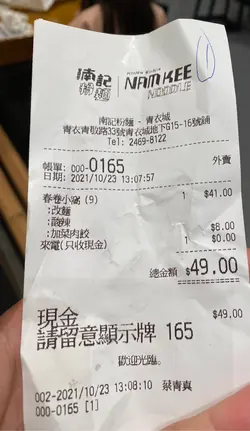 南記
粉麵
NAM KEE
NOODLE
南記粉麵 - 青衣城
青衣青敬路33號青衣城地下G15-16號舖
Tel: 2469-8122
帳單: 000-0165 外賣
日期: 2021/10/23 13:07:57
春卷小窩 (9) 1 $41.00
:改麵
:酸辣
:加菜肉餃 1 $8.00
來電(只收現金) 1 $0.00
總金額 $49.00
現金 $49.00
請留意顯示牌 165
歡迎光臨。
002-2021/10/23 13:08:10 蔡青真
000-0165 [1]